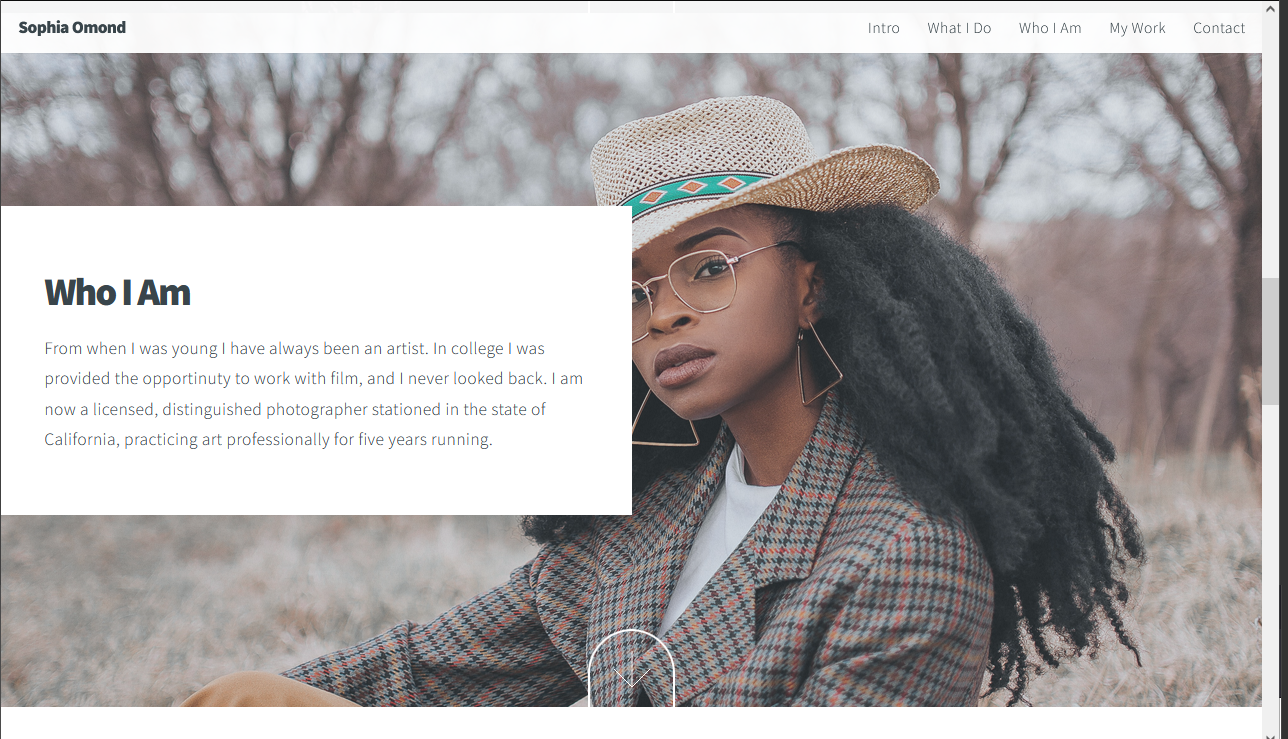 Sophia Omond
Intro What I Do Who I Am My Work Contact
Who I Am
From when I was young I have always been an artist. In college I was
provided the opportinuty to work with film, and I never looked back. I am
now a licensed, distinguished photographer stationed in the state of
California, practicing art professionally for five years running.